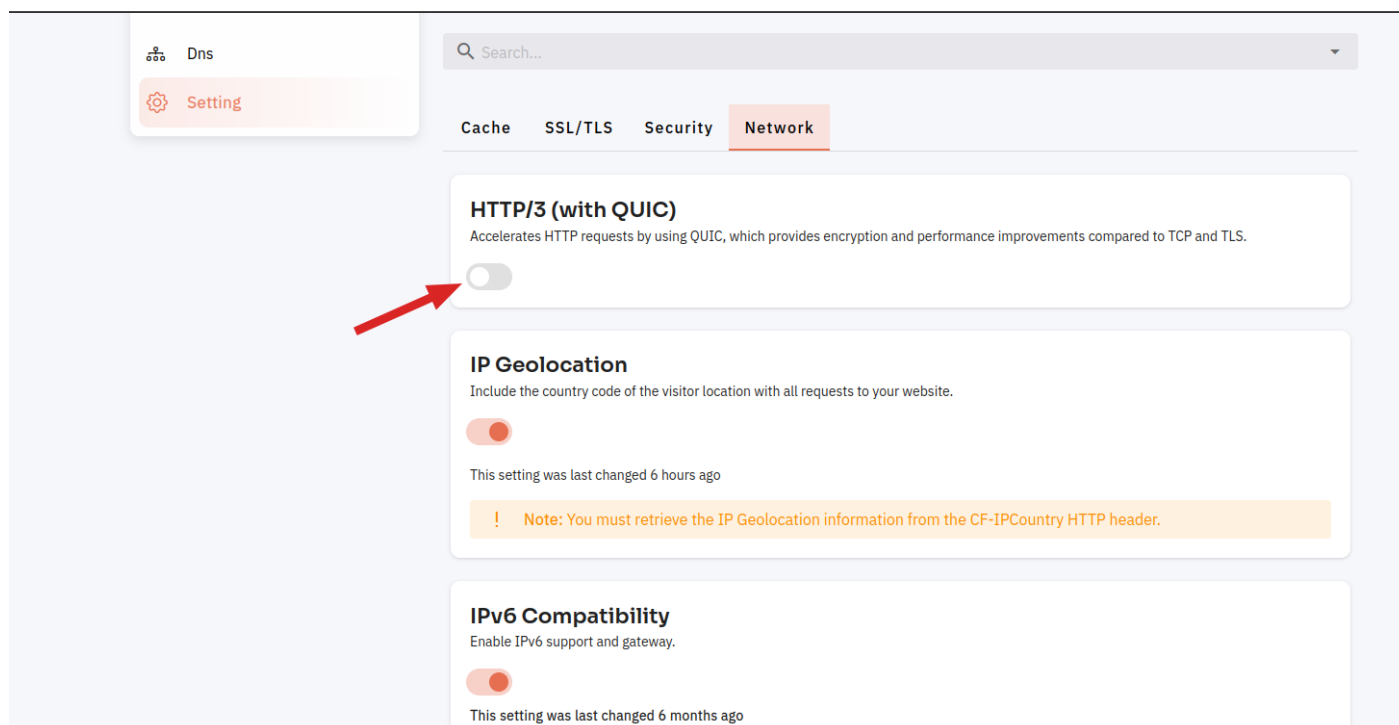 Dns
Setting
Search...
Cache SSL/TLS Security Network
HTTP/3 (with QUIC)
Accelerates HTTP requests by using QUIC, which provides encryption and performance improvements compared to TCP and TLS.
IP Geolocation
Include the country code of the visitor location with all requests to your website.
This setting was last changed 6 hours ago
! Note: You must retrieve the IP Geolocation information from the CF-IPCountry HTTP header.
IPv6 Compatibility
Enable IPv6 support and gateway.
This setting was last changed 6 months ago